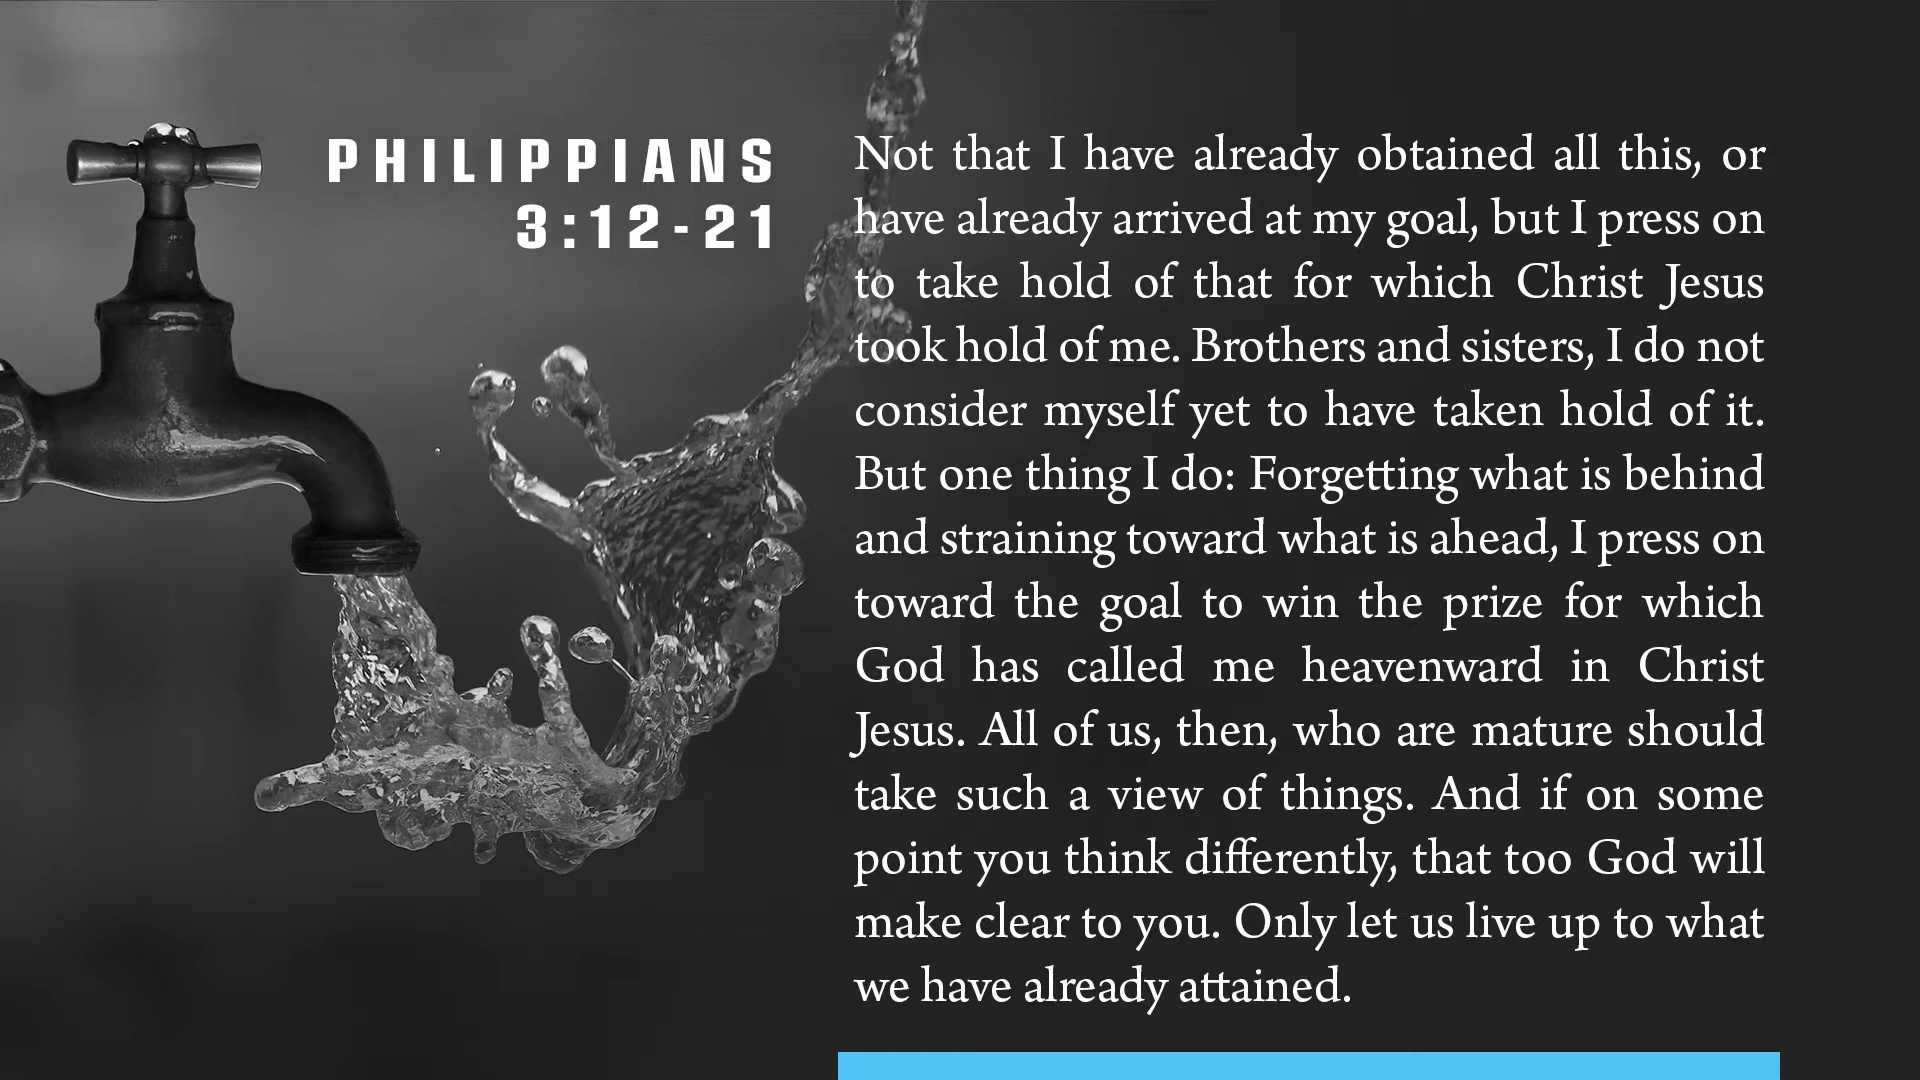 PHILIPPIANS
3:12-21
Not that I have already obtained all this, or
have already arrived at my goal, but I press on
to take hold of that for which Christ Jesus
took hold of me. Brothers and sisters, I do not
consider myself yet to have taken hold of it.
But one thing I do: Forgetting what is behind
and straining toward what is ahead, I press on
toward the goal to win the prize for which
God has called me heavenward in Christ
Jesus. All of us, then, who are mature should
take such a view of things. And if on some
point you think differently, that too God will
make clear to you. Only let us live up to what
we have already attained.